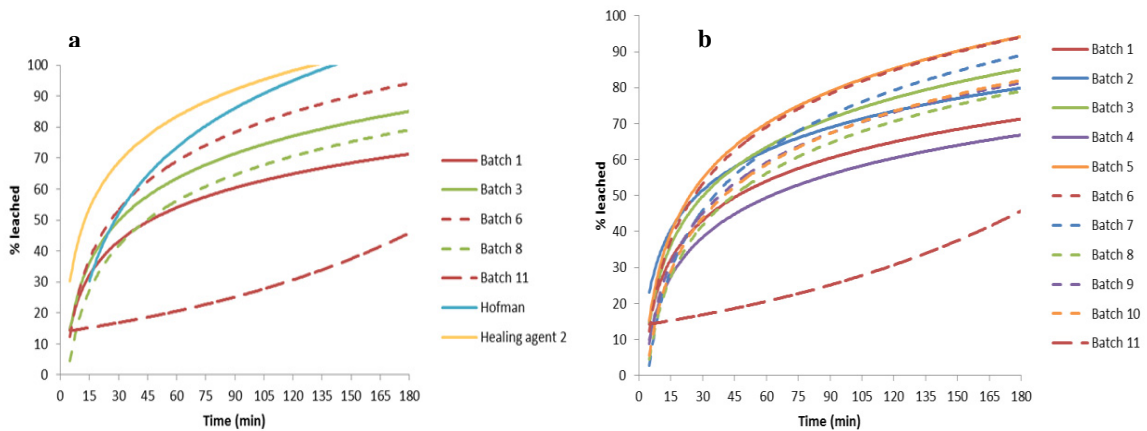 a
% leached
100
90
80
70
60
50
40
30
20
10
0
0 15 30 45 60 75 90 105 120 135 150 165 180
Time (min)
Batch 1
Batch 3
Batch 6
Batch 8
Batch 11
Hofman
Healing agent 2
b
% leached
100
90
80
70
60
50
40
30
20
10
0
0 15 30 45 60 75 90 105 120 135 150 165 180
Time (min)
Batch 1
Batch 2
Batch 3
Batch 4
Batch 5
Batch 6
Batch 7
Batch 8
Batch 9
Batch 10
Batch 11